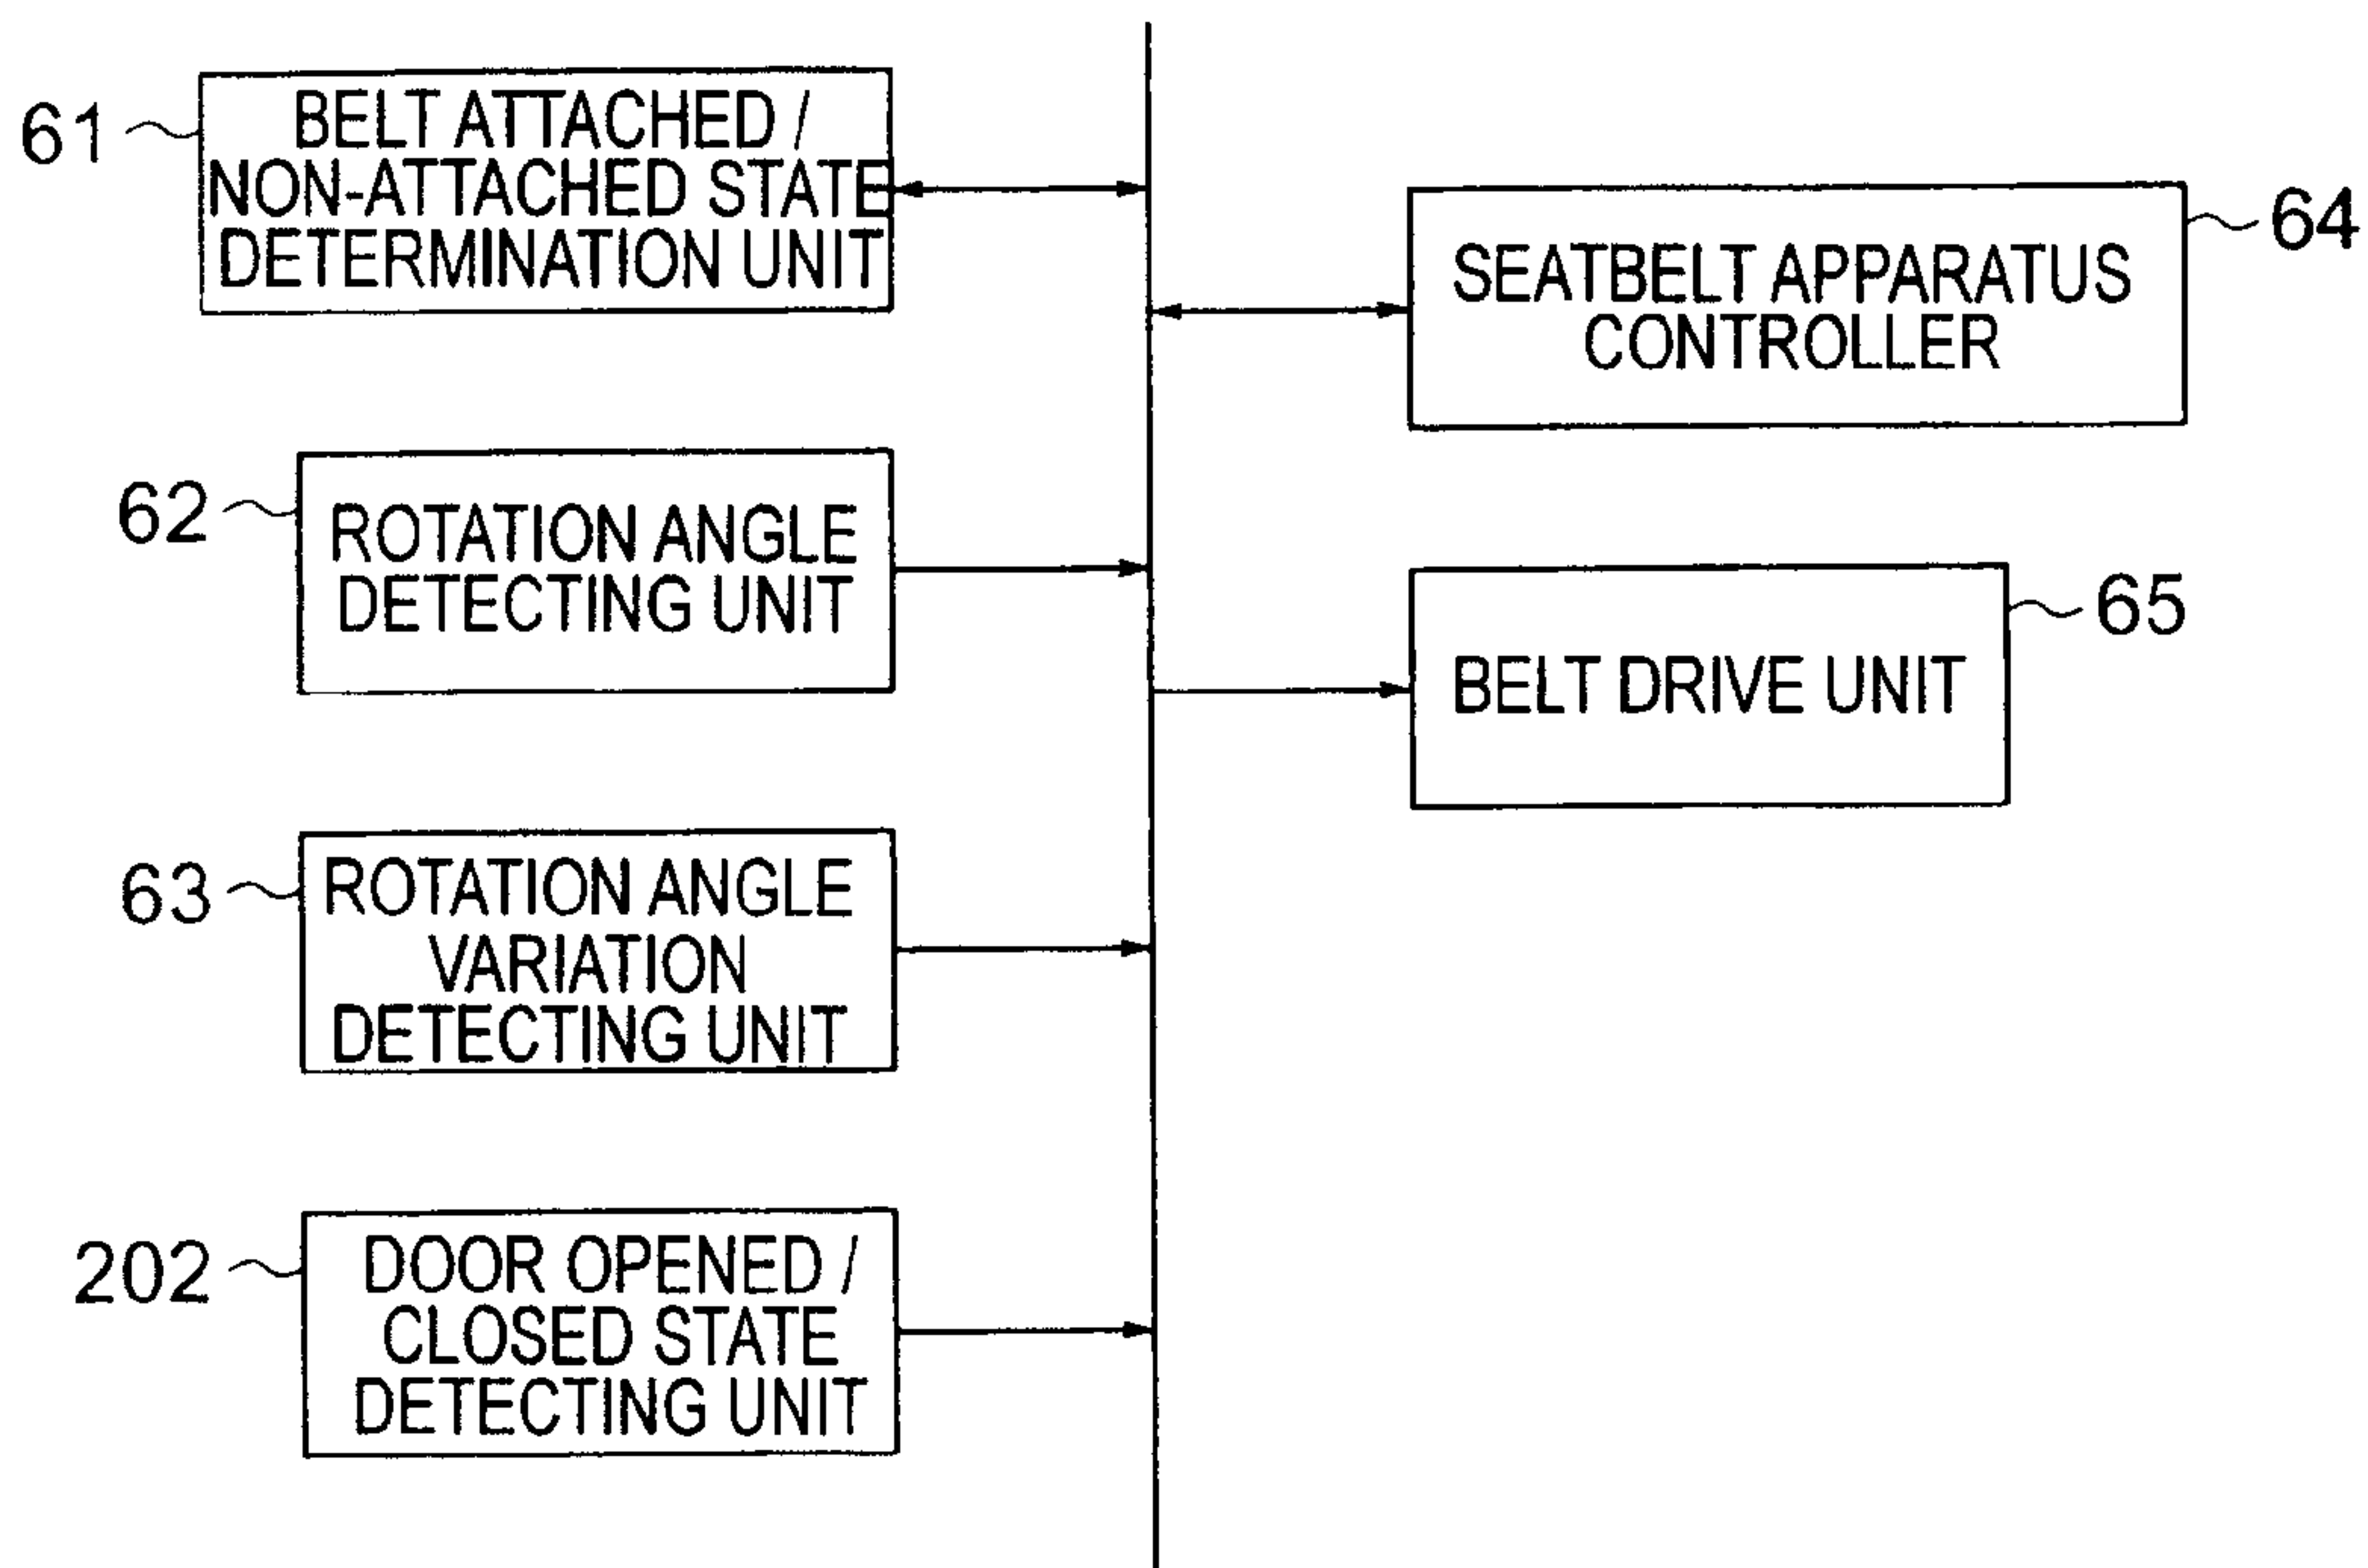 61
BELT ATTACHED /
NON-ATTACHED STATE
DETERMINATION UNIT
64
SEATBELT APPARATUS
CONTROLLER
62
ROTATION ANGLE
DETECTING UNIT
65
BELT DRIVE UNIT
63
ROTATION ANGLE
VARIATION
DETECTING UNIT
202
DOOR OPENED /
CLOSED STATE
DETECTING UNIT